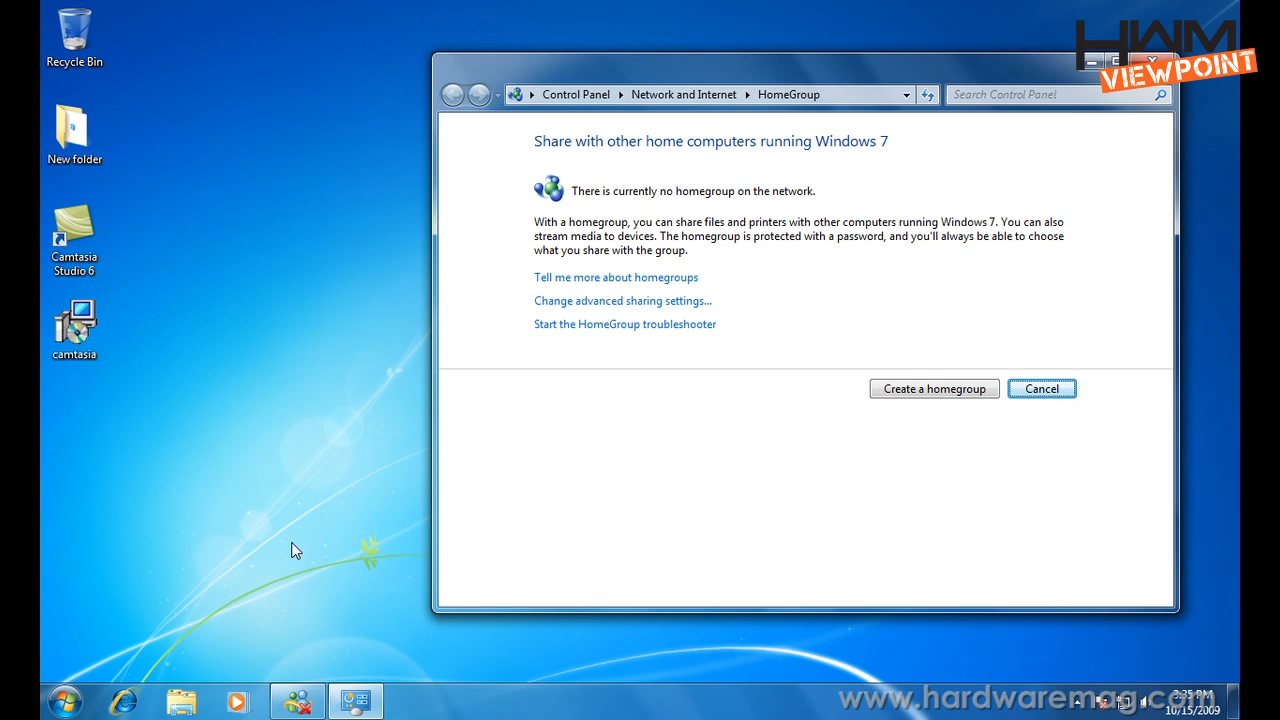 Recycle Bin
New folder
Camtasia
Studio 6
camtasia
HWM
VIEWPOINT
Control Panel
Network and Internet
HomeGroup
Search Control Panel
Share with other home computers running Windows 7
There is currently no homegroup on the network.
With a homegroup, you can share files and printers with other computers running Windows 7. You can also
stream media to devices. The homegroup is protected with a password, and you'll always be able to choose
what you share with the group.
Tell me more about homegroups
Change advanced sharing settings...
Start the HomeGroup troubleshooter
Create a homegroup
Cancel
www.hardwaremag.com
3:35 PM
10/15/2009